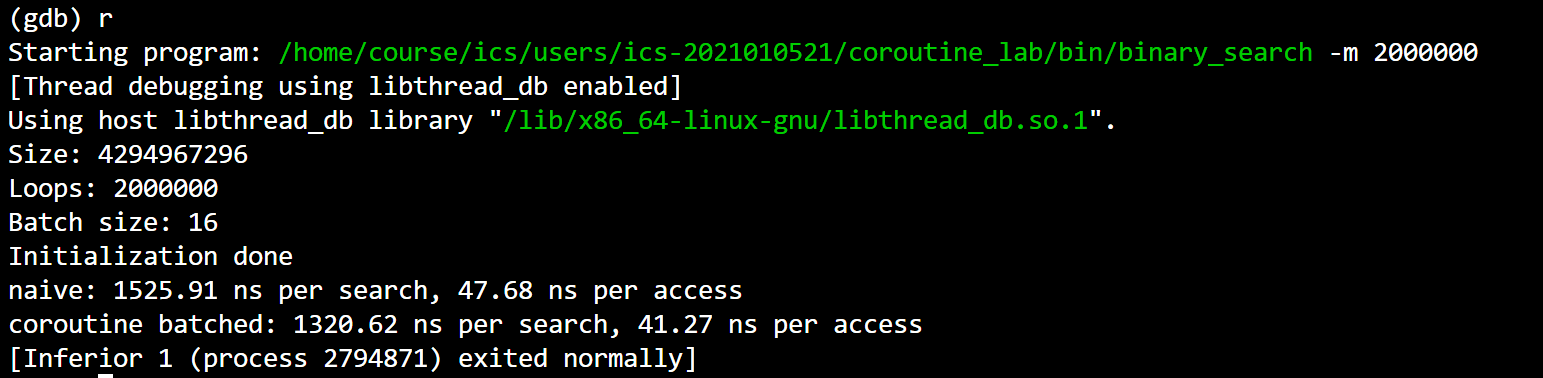 (gdb) r
Starting program: /home/course/ics/users/ics-2021010521/coroutine_lab/bin/binary_search -m 2000000
[Thread debugging using libthread_db enabled]
Using host libthread_db library "/lib/x86_64-linux-gnu/libthread_db.so.1".
Size: 4294967296
Loops: 2000000
Batch size: 16
Initialization done
naive: 1525.91 ns per search, 47.68 ns per access
coroutine batched: 1320.62 ns per search, 41.27 ns per access
[Inferior 1 (process 2794871) exited normally]